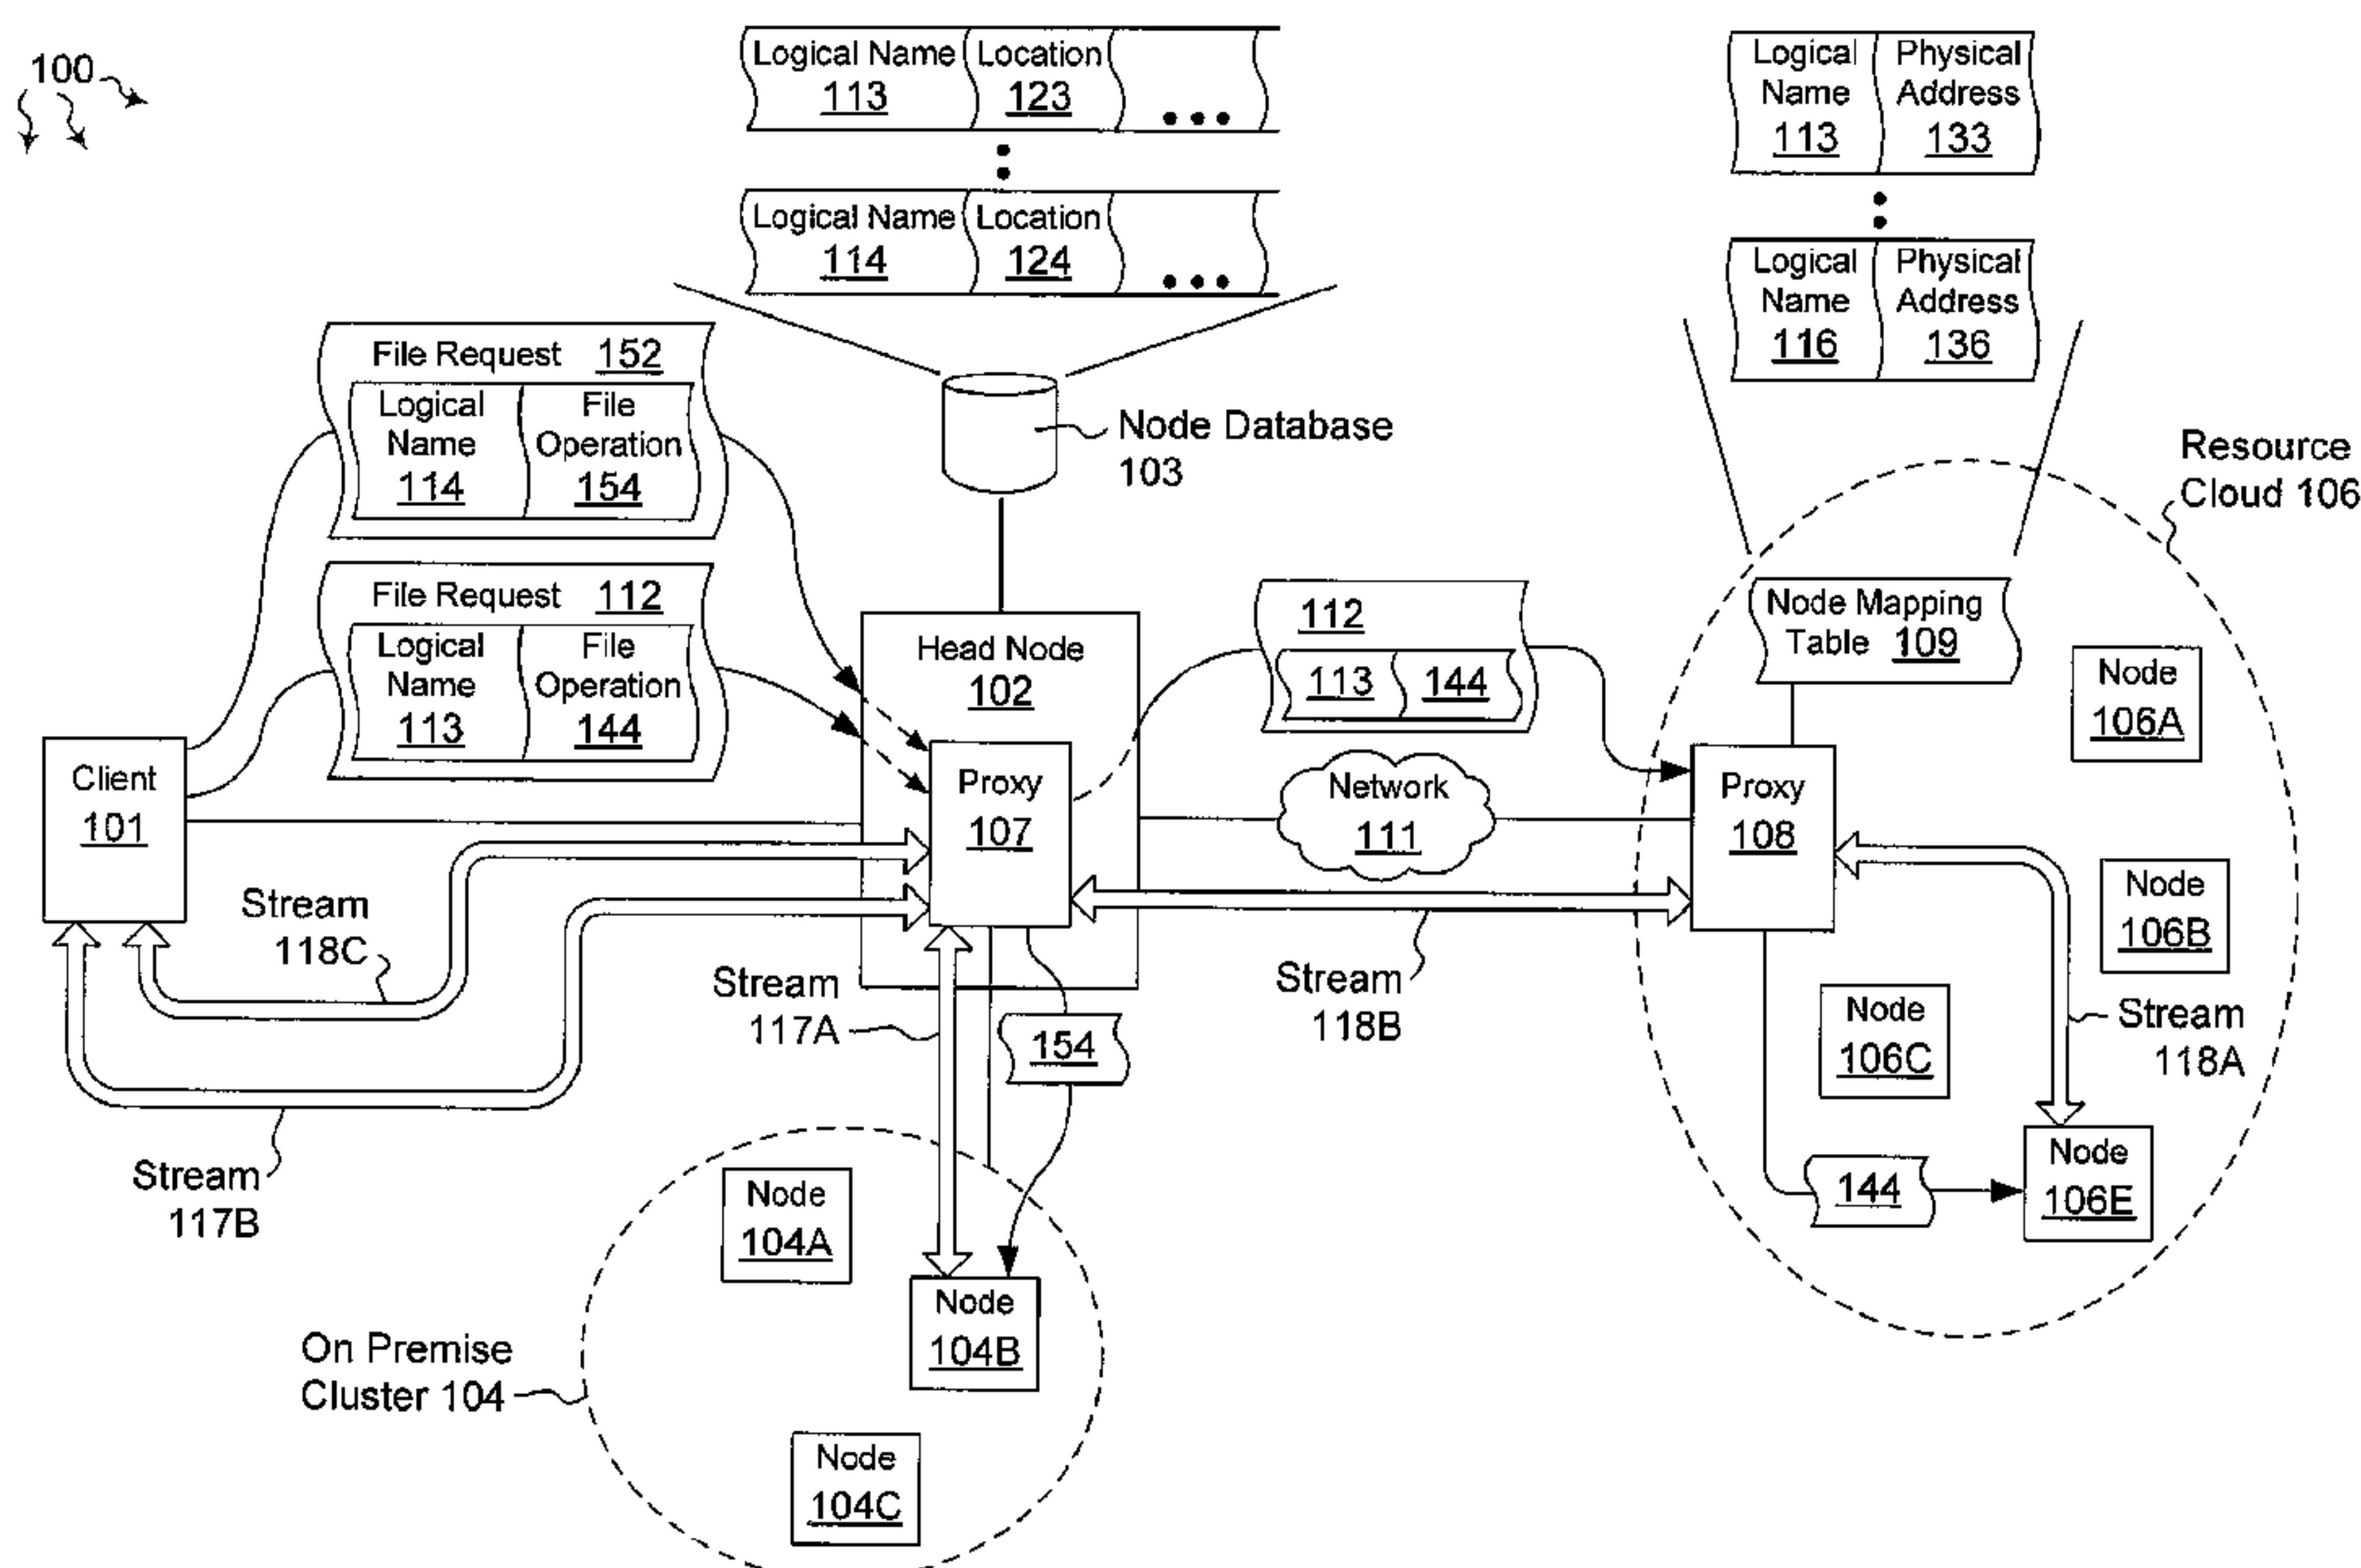 100
Logical Name
113
Location
123
Logical Name
114
Location
124
Logical
Name
113
Physical
Address
133
Logical
Name
116
Physical
Address
136
File Request 152
Logical
Name
114
File
Operation
154
File Request 112
Logical
Name
113
File
Operation
144
Node Database
103
Resource
Cloud 106
Head Node
102
112
113
144
Node Mapping
Table 109
Node
106A
Client
101
Proxy
107
Network
111
Proxy
108
Node
106B
Stream
118C
Stream
117A
Stream
118B
154
Node
106C
Stream
118A
Stream
117B
Node
104A
144
Node
106E
Node
104B
On Premise
Cluster 104
Node
104C